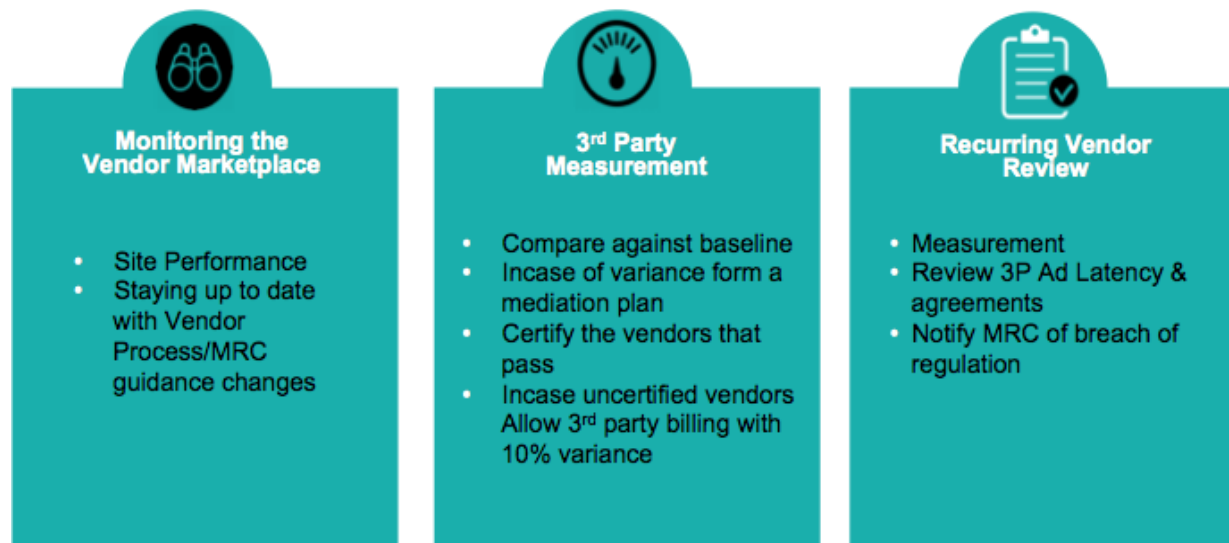 Monitoring the
Vendor Marketplace
• Site Performance
• Staying up to date
with Vendor
Process/MRC
guidance changes
3rd Party
Measurement
• Compare against baseline
• Incase of variance form a
mediation plan
• Certify the vendors that
pass
• Incase uncertified vendors
Allow 3rd party billing with
10% variance
Recurring Vendor
Review
• Measurement
• Review 3P Ad Latency &
agreements
• Notify MRC of breach of
regulation